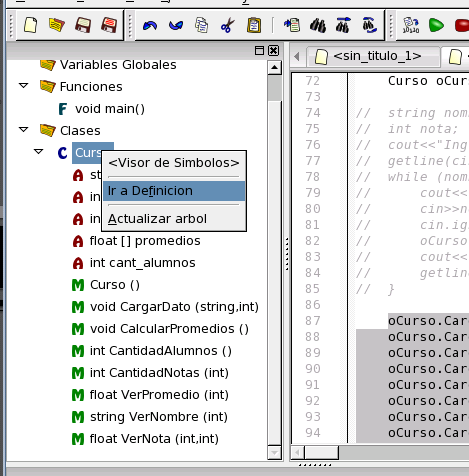 <sin_titulo_1>
Variables Globales
Funciones
F void main()
Clases
C Curs
<Visor de Simbolos>
Ir a Definicion
Actualizar arbol
A st
A in
A in
A float [] promedios
A int cant_alumnos
M Curso ()
M void CargarDato (string,int)
M void CalcularPromedios ()
M int CantidadAlumnos ()
M int CantidadNotas (int)
M float VerPromedio (int)
M string VerNombre (int)
M float VerNota (int,int)
72 Curso oCur
73
74 // string nom
75 // int nota;
76 // cout<<"Ing
77 // getline(ci
78 // while (nom
79 // cout<<
80 // cin>>n
81 // cin.ig
82 // oCurso
83 // cout<<
84 // getlin
85 // }
86
87 oCurso.Car
88 oCurso.Car
89 oCurso.Car
90 oCurso.Car
91 oCurso.Car
92 oCurso.Car
93 oCurso.Car
94 oCurso.Car